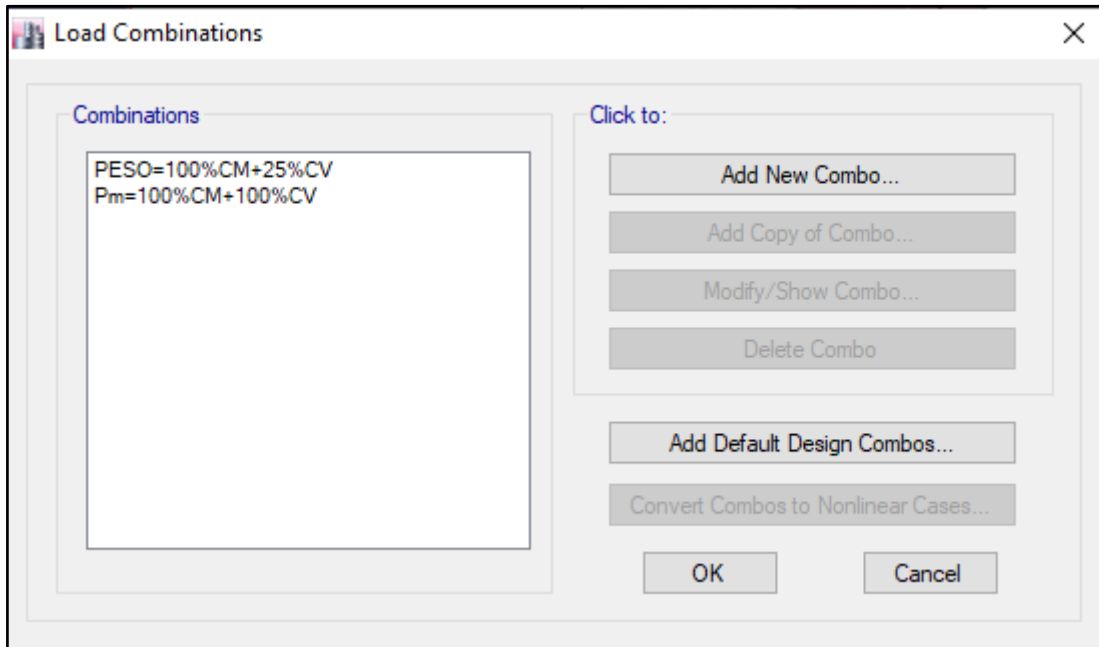 Load Combinations
Combinations
PESO=100%CM+25%CV
Pm=100%CM+100%CV
Click to:
Add New Combo...
Add Copy of Combo...
Modify/Show Combo...
Delete Combo
Add Default Design Combos...
Convert Combos to Nonlinear Cases...
OK
Cancel